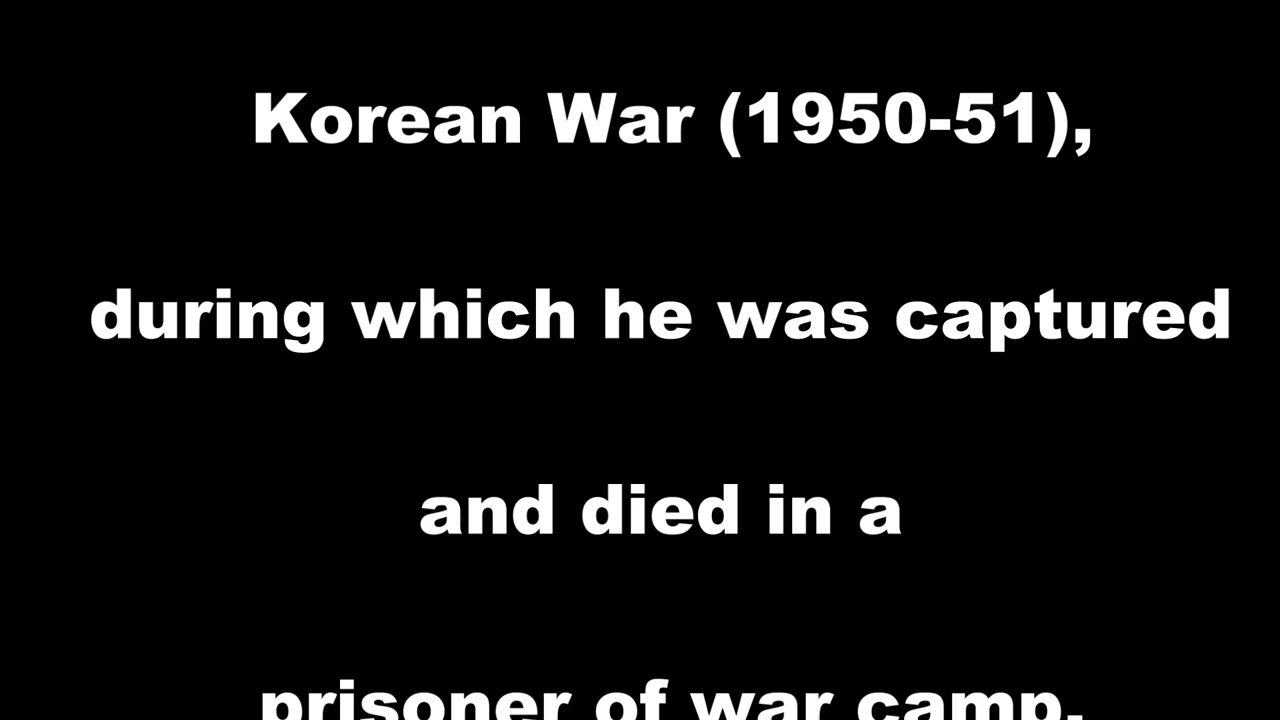 Korean War (1950-51),
during which he was captured
and died in a
prisoner of war camp.